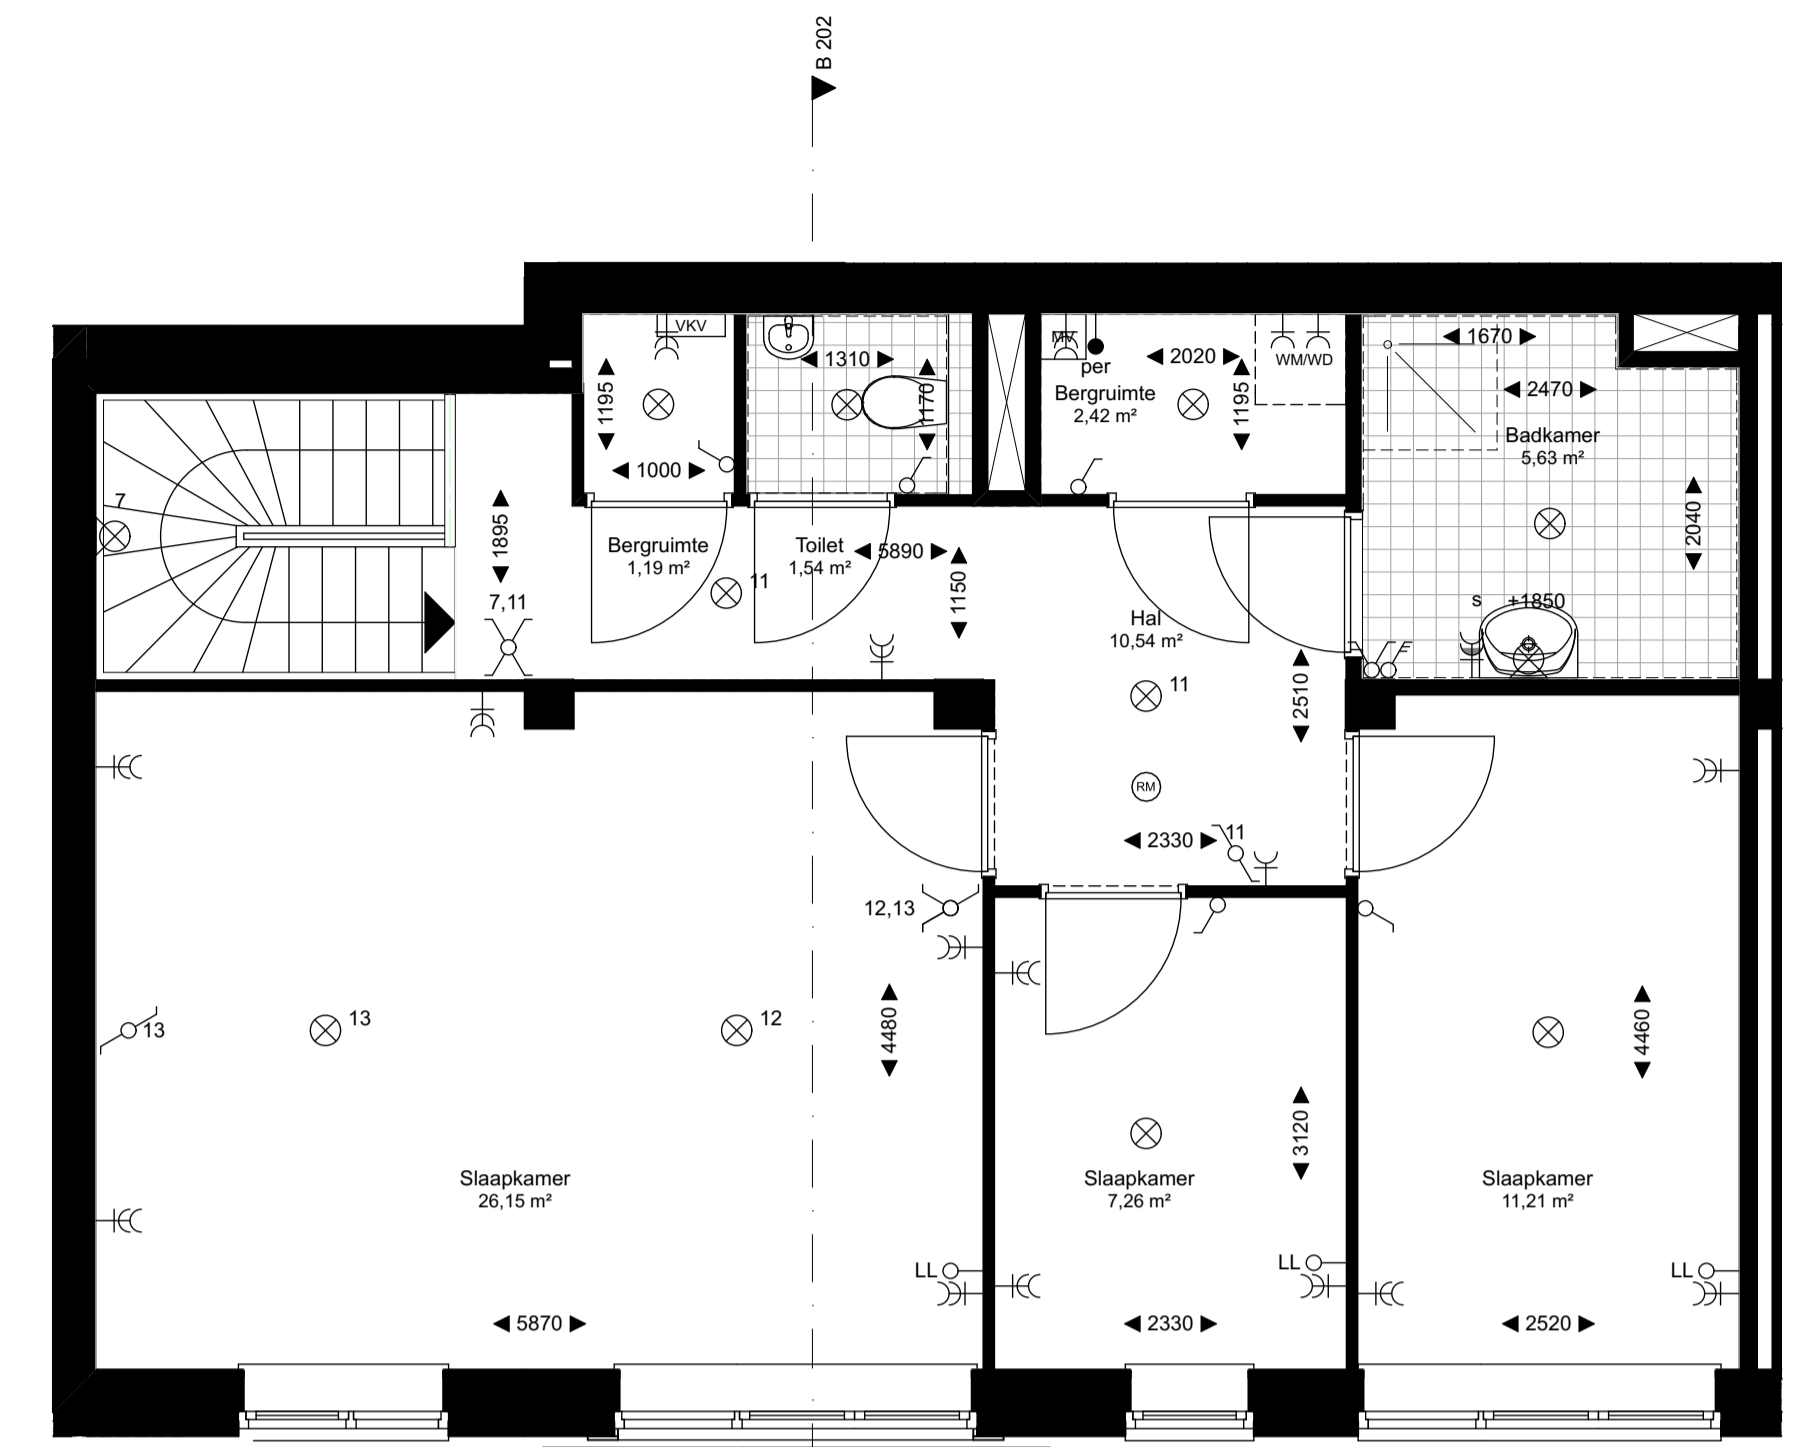 B 202
VKV
1310
1195
1170
1000
MV
per
2020
WM/WD
Bergruimte
2,42 m²
1195
1670
2470
Badkamer
5,63 m²
2040
s
+1850
7
1895
7,11
Bergruimte
1,19 m²
11
Toilet
1,54 m²
5890
1150
Hal
10,54 m²
11
2510
RM
2330
11
12,13
13
13
12
4480
4460
3120
Slaapkamer
26,15 m²
Slaapkamer
7,26 m²
Slaapkamer
11,21 m²
LL
LL
LL
5870
2330
2520